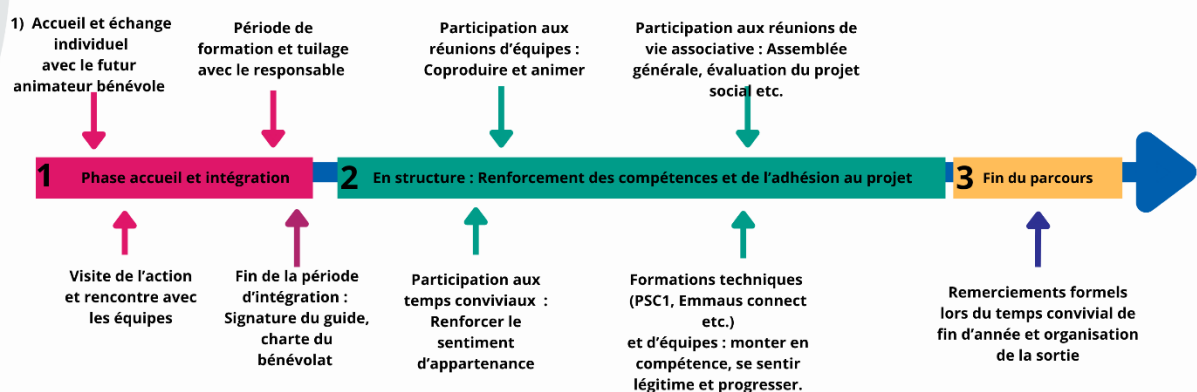 1) Accueil et échange
individuel
avec le futur
animateur bénévole
Période de
formation et tuilage
avec le responsable
Participation aux
réunions d'équipes :
Coproduire et animer
Participation aux réunions de
vie associative : Assemblée
générale, évaluation du projet
social etc.
1 Phase accueil et intégration
2 En structure : Renforcement des compétences et de l'adhésion au projet
3 Fin du parcours
Visite de l'action
et rencontre avec
les équipes
Fin de la période
d'intégration :
Signature du guide,
charte du
bénévolat
Participation aux
temps conviviaux :
Renforcer le
sentiment
d'appartenance
Formations techniques
(PSC1, Emmaus connect
etc.)
et d'équipes : monter en
compétence, se sentir
légitime et progresser.
Remerciements formels
lors du temps convivial de
fin d'année et organisation
de la sortie